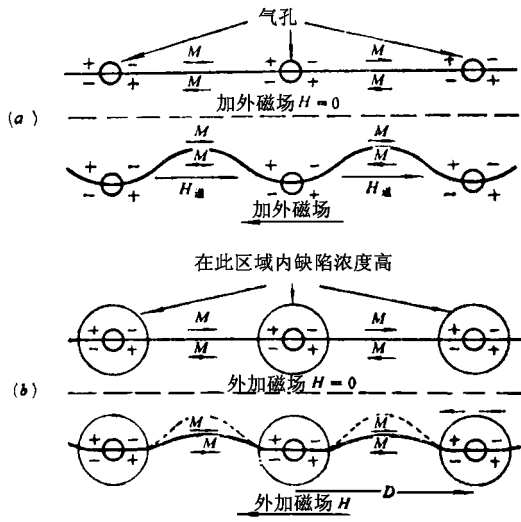 气孔
+ - M M + - M M + -
- + - + - +
加外磁场 H = 0
(a)
+ - M M + - M M + -
- + H退 - + H退 - +
加外磁场
在此区域内缺陷浓度高
+ - M M + - M M + -
- + - + - +
外加磁场 H = 0
(b)
+ - M M + - M M + -
- + - + - +
D
外加磁场 H